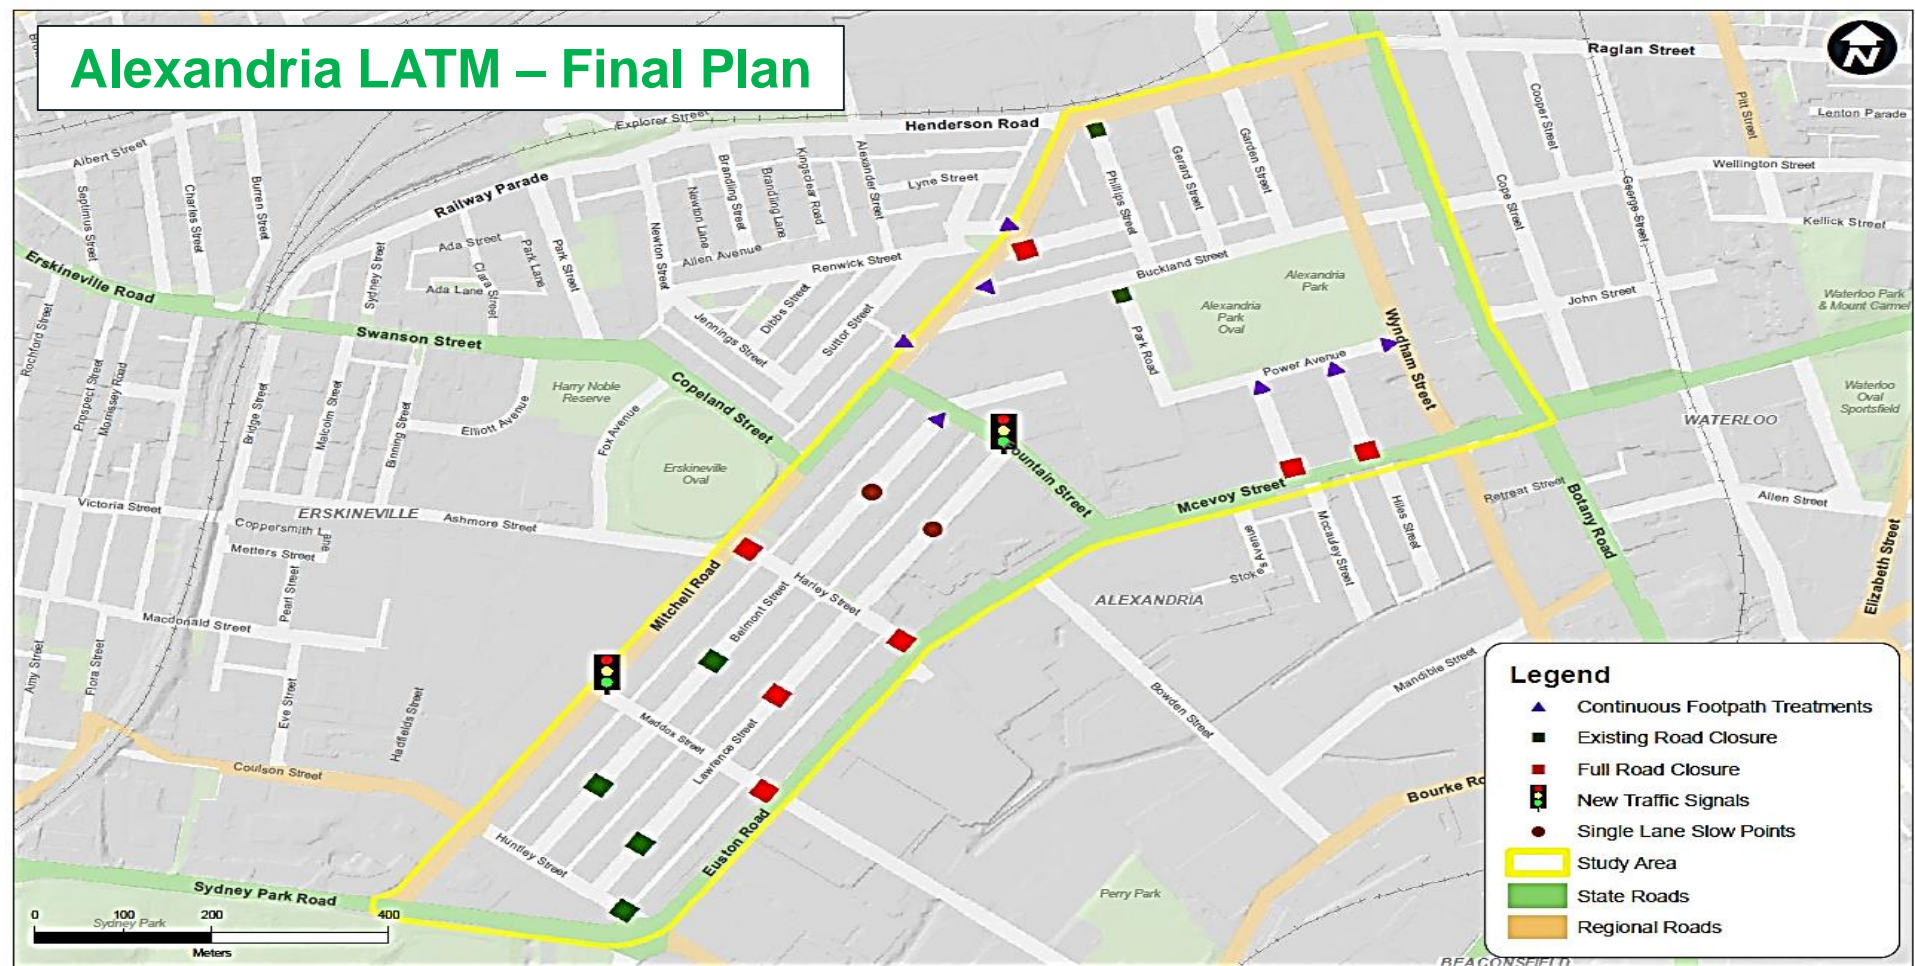 Alexandria LATM – Final Plan
N
Raglan Street
Explorer Street
Henderson Road
Albert Street
Septimus Street
Charles Street
Burren Street
Railway Parade
Brandling Street
Brandling Lane
Kingsclear Road
Alexander Street
Newton Lane
Lyne Street
Phillips Street
Gerard Street
Garden Street
Cooper Street
Pitt Street
Lenton Parade
Wellington Street
Cope Street
George Street
Kellick Street
Erskineville Road
Sydney Street
Ada Street
Clara Street
Ada Lane
Park Lane
Park Street
Newton Street
Allen Avenue
Renwick Street
Buckland Street
Alexandria
Park
Alexandria
Park
Oval
John Street
Waterloo Park
& Mount Carmel
Rochford Street
Swanson Street
Jennings Street
Dibbs Street
Suttor Street
Park Road
Power Avenue
Wyndham Street
Prospect Street
Morrissey Road
Bridge Street
Malcolm Street
Binning Street
Elliott Avenue
Harry Noble
Reserve
Fox Avenue
Copeland Street
Erskineville
Oval
Fountain Street
Mcevoy Street
WATERLOO
Waterloo
Oval
Sportsfield
Victoria Street
ERSKINEVILLE
Ashmore Street
Coppersmith Lane
Metters Street
Pearl Street
Macdonald Street
Mitchell Road
Belmont Street
Harley Street
ALEXANDRIA
Stoke's Avenue
Mccauley Street
Hiles Street
Retreat Street
Botany Road
Allen Street
Elizabeth Street
Amy Street
Flora Street
Eve Street
Hadfields Street
Coulson Street
Maddox Street
Lawrence Street
Bowden Street
Mandible Street
Bourke Ro
Huntley Street
Euston Road
Sydney Park Road
Sydney Park
Perry Park
BEACONSFIELD
0 100 200 400
Meters
Legend
Continuous Footpath Treatments
Existing Road Closure
Full Road Closure
New Traffic Signals
Single Lane Slow Points
Study Area
State Roads
Regional Roads